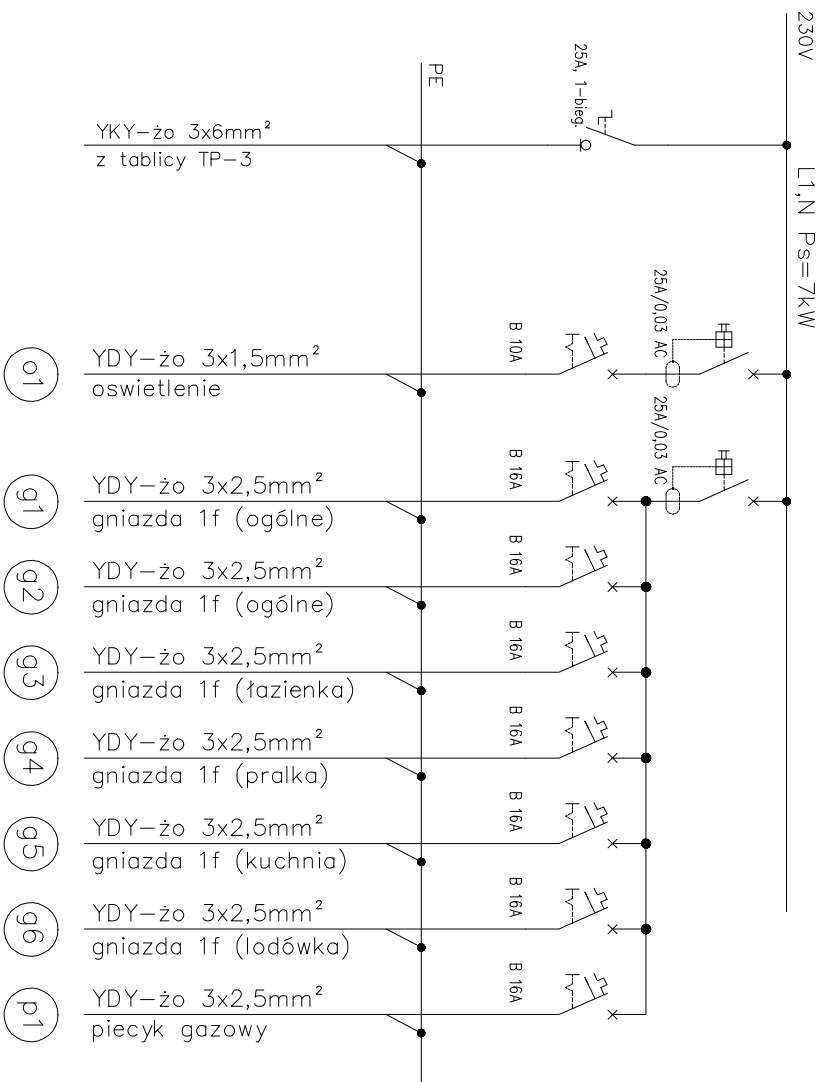 230V
L1,N Ps=7kW
PE
25A, 1-bieg.
YKY-żo 3x6mm²
z tablicy TP-3
25A/0,03 AC
B 10A
YDY-żo 3x1,5mm²
oswietlenie
o1
25A/0,03 AC
B 16A
YDY-żo 3x2,5mm²
gniazda 1f (ogólne)
g1
B 16A
YDY-żo 3x2,5mm²
gniazda 1f (ogólne)
g2
B 16A
YDY-żo 3x2,5mm²
gniazda 1f (łazienka)
g3
B 16A
YDY-żo 3x2,5mm²
gniazda 1f (pralka)
g4
B 16A
YDY-żo 3x2,5mm²
gniazda 1f (kuchnia)
g5
B 16A
YDY-żo 3x2,5mm²
gniazda 1f (lodówka)
g6
B 16A
YDY-żo 3x2,5mm²
piecyk gazowy
p1